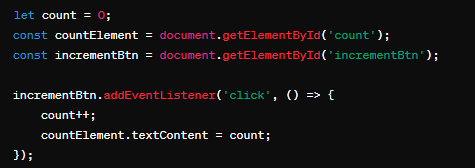 let count = 0;
const countElement = document.getElementById('count');
const incrementBtn = document.getElementById('incrementBtn');
incrementBtn.addEventListener('click', () => {
    count++;
    countElement.textContent = count;
});